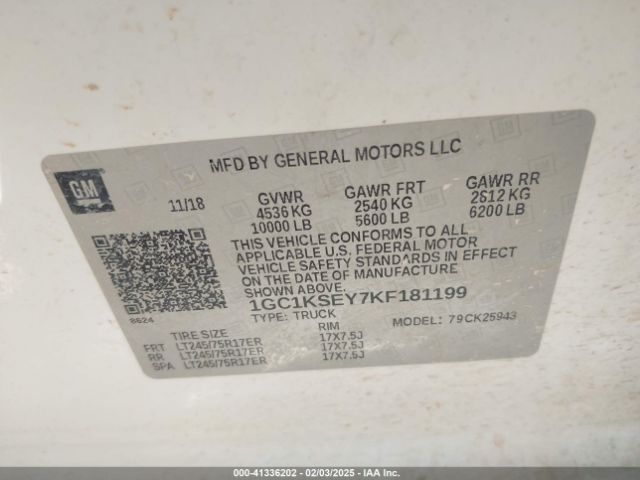 MFD BY GENERAL MOTORS LLC
GM
11/18
GVWR
4536 KG
10000 LB
GAWR FRT
2540 KG
5600 LB
GAWR RR
2812 KG
6200 LB
THIS VEHICLE CONFORMS TO ALL
APPLICABLE U.S. FEDERAL MOTOR
VEHICLE SAFETY STANDARDS IN EFFECT
ON THE DATE OF MANUFACTURE
SHOWN ABOVE.
1GC1KSEY7KF181199
TYPE: TRUCK
MODEL: 79CK25943
8624
TIRE SIZE RIM
FRT LT245/75R17ER 17X7.5J
RR LT245/75R17ER 17X7.5J
SPA LT245/75R17ER 17X7.5J
000-41336202 - 02/03/2025 - IAA Inc.